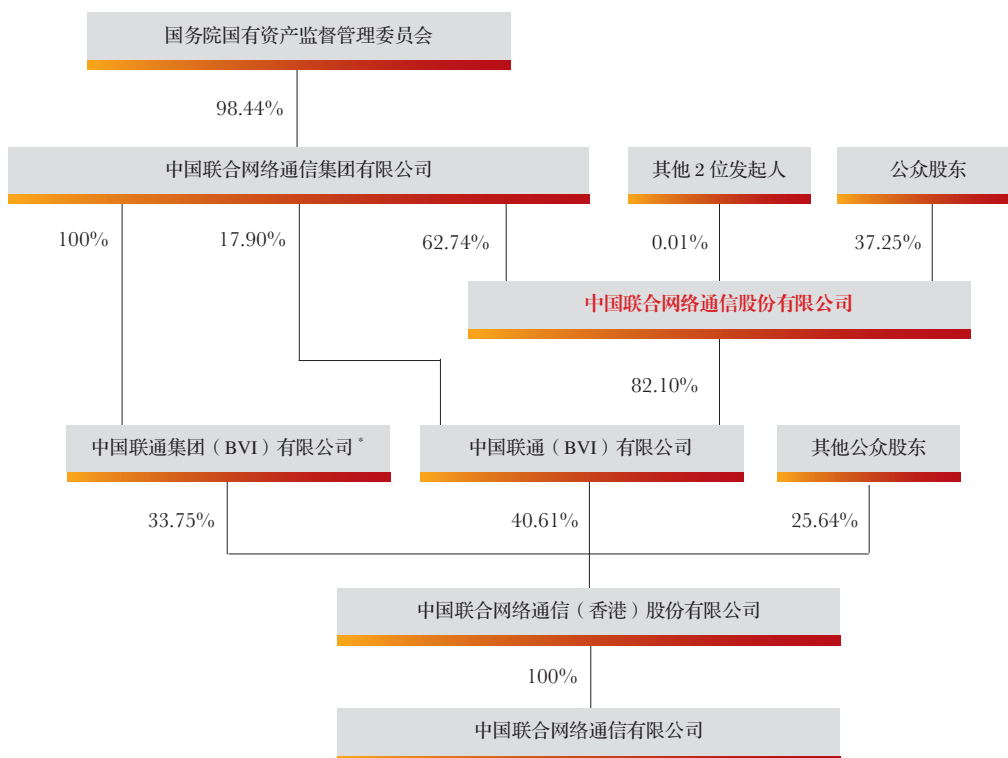 国务院国有资产监督管理委员会
98.44%
中国联合网络通信集团有限公司
其他 2 位发起人
公众股东
100%
17.90%
62.74%
0.01%
37.25%
中国联合网络通信股份有限公司
82.10%
中国联通集团（BVI）有限公司*
中国联通（BVI）有限公司
其他公众股东
33.75%
40.61%
25.64%
中国联合网络通信（香港）股份有限公司
100%
中国联合网络通信有限公司